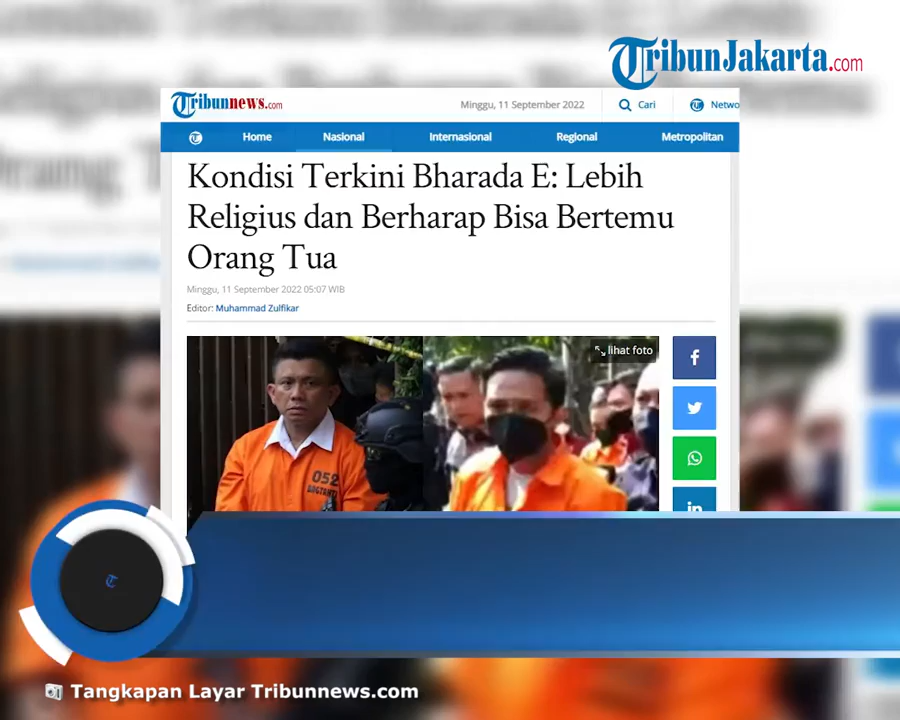 TribunJakarta.com
Tribunnews.com
Minggu, 11 September 2022
Cari
Netwo
Home
Nasional
Internasional
Regional
Metropolitan
Kondisi Terkini Bharada E: Lebih
Religius dan Berharap Bisa Bertemu
Orang Tua
Minggu, 11 September 2022 05:07 WIB
Editor: Muhammad Zulfikar
lihat foto
052
in
Tangkapan Layar Tribunnews.com